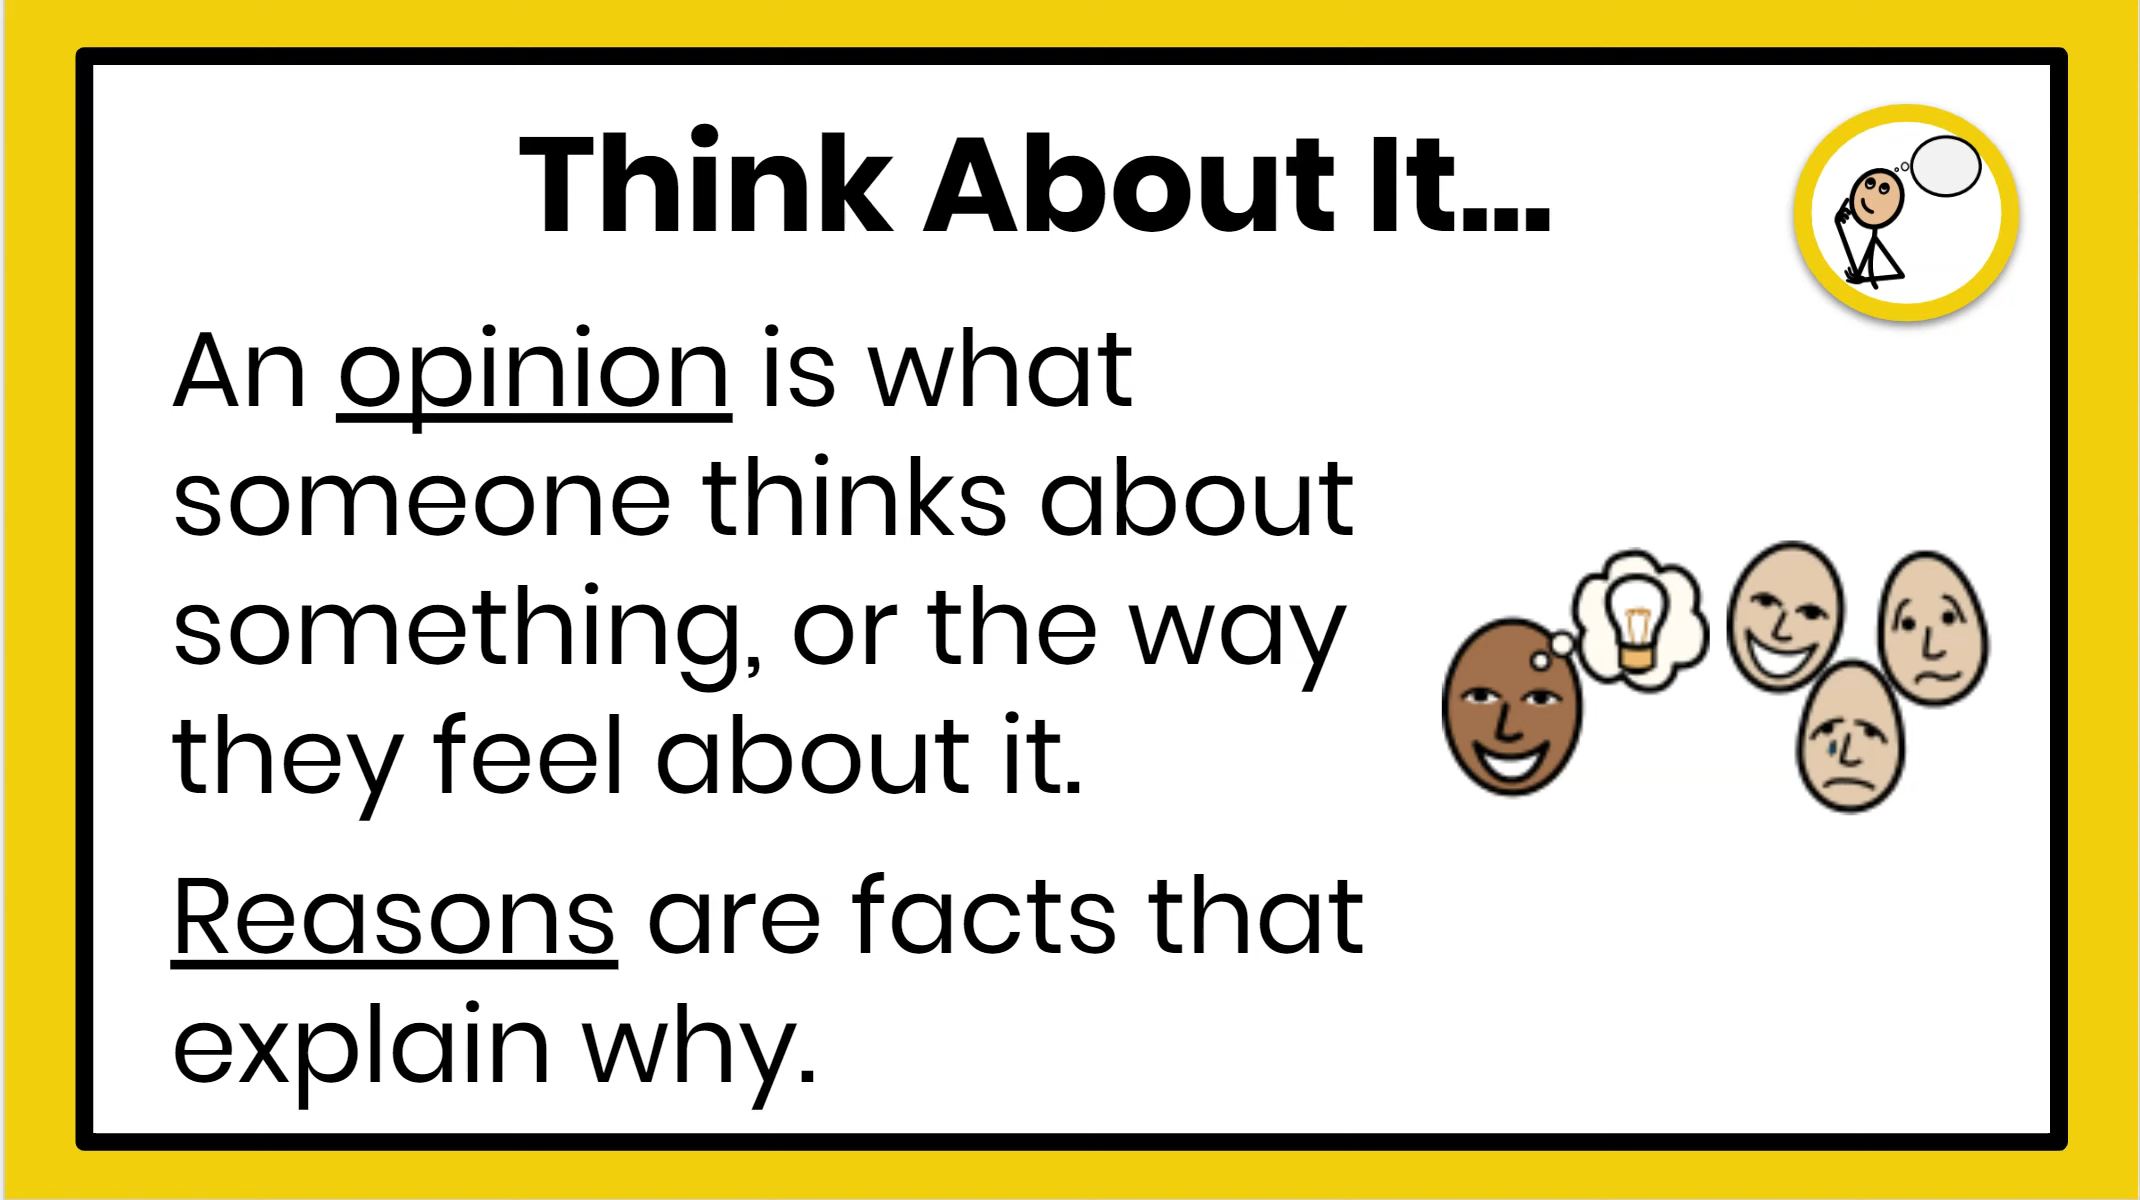 Think About It...
An opinion is what
someone thinks about
something, or the way
they feel about it.
Reasons are facts that
explain why.